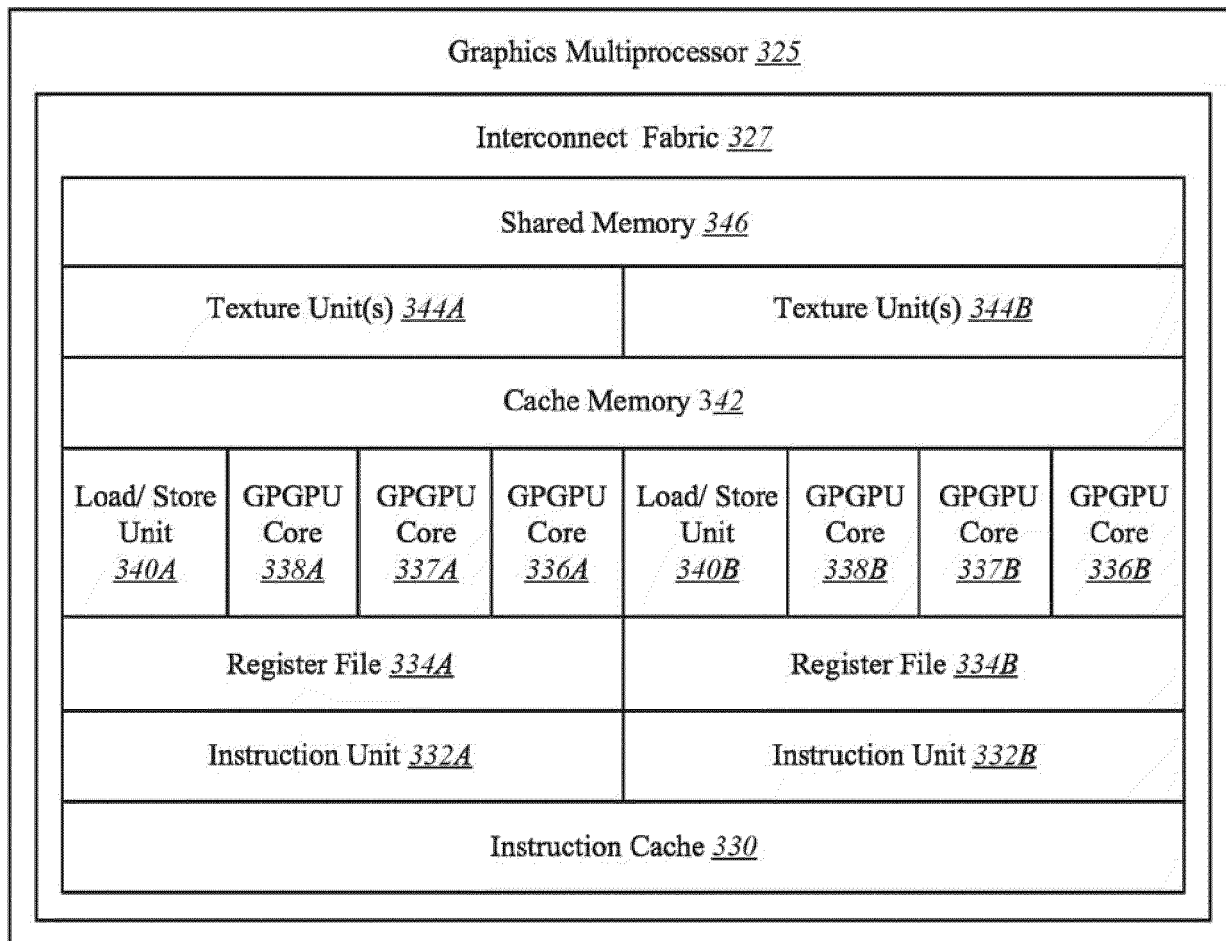 Graphics Multiprocessor 325
Interconnect Fabric 327
Shared Memory 346
Texture Unit(s) 344A
Texture Unit(s) 344B
Cache Memory 342
Load/ Store
Unit
340A
GPGPU
Core
338A
GPGPU
Core
337A
GPGPU
Core
336A
Load/ Store
Unit
340B
GPGPU
Core
338B
GPGPU
Core
337B
GPGPU
Core
336B
Register File 334A
Register File 334B
Instruction Unit 332A
Instruction Unit 332B
Instruction Cache 330